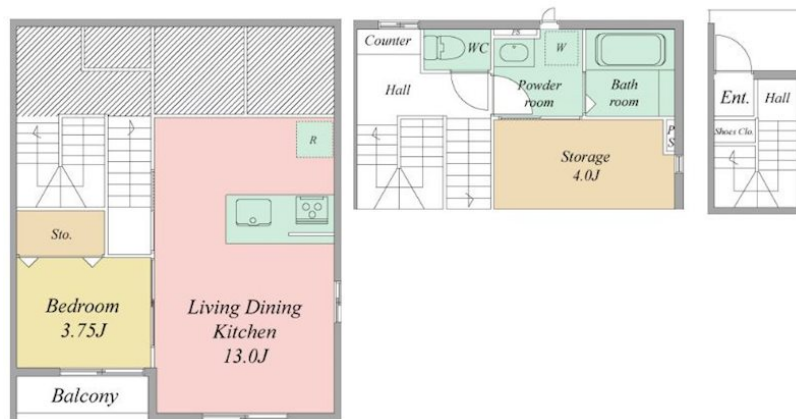 R
Sto.
Bedroom
3.75J
Living Dining
Kitchen
13.0J
Balcony
Counter
WC
PS
W
Hall
Powder
room
Bath
room
Storage
4.0J
P
S
Ent.
Hall
Shoes Clo.